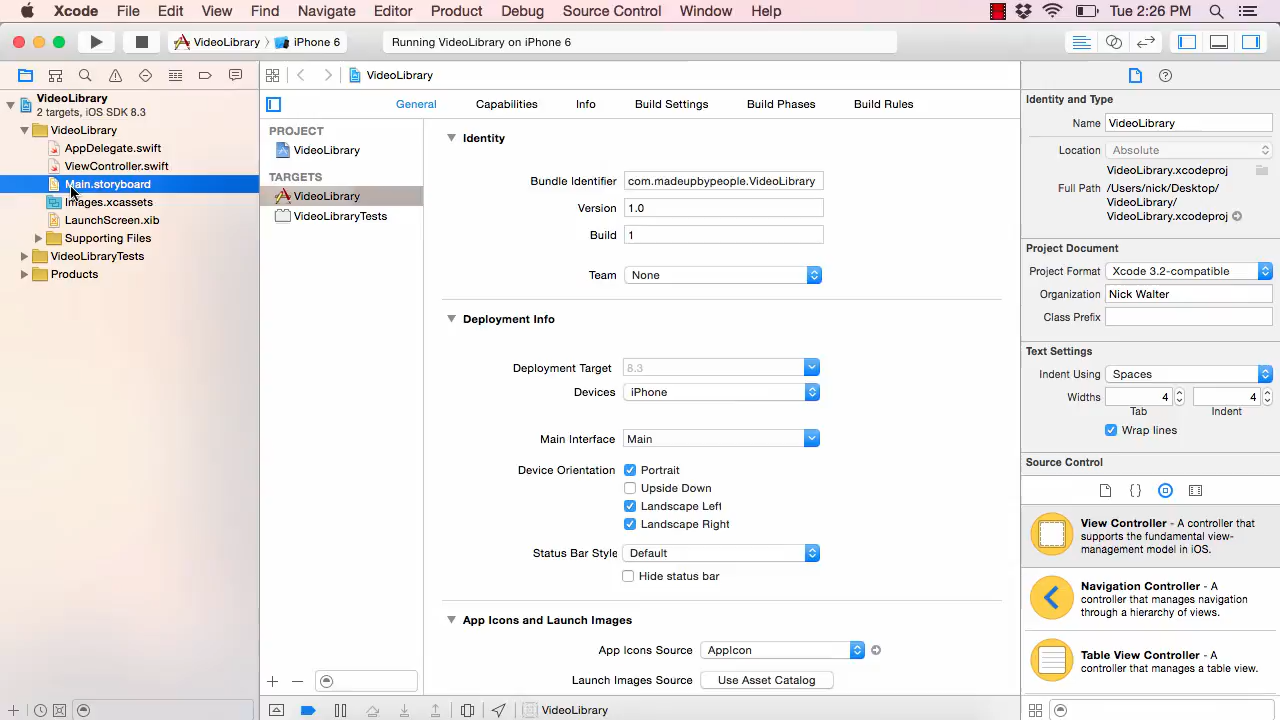 Xcode File Edit View Find Navigate Editor Product Debug Source Control Window Help Tue 2:26 PM
VideoLibrary iPhone 6 Running VideoLibrary on iPhone 6
VideoLibrary
2 targets, iOS SDK 8.3
VideoLibrary
AppDelegate.swift
ViewController.swift
Main.storyboard
Images.xcassets
LaunchScreen.xib
Supporting Files
VideoLibraryTests
Products
VideoLibrary
General Capabilities Info Build Settings Build Phases Build Rules
PROJECT
VideoLibrary
TARGETS
VideoLibrary
VideoLibraryTests
Identity
Bundle Identifier com.madeupbypeople.VideoLibrary
Version 1.0
Build 1
Team None
Deployment Info
Deployment Target 8.3
Devices iPhone
Main Interface Main
Device Orientation Portrait
Upside Down
Landscape Left
Landscape Right
Status Bar Style Default
Hide status bar
App Icons and Launch Images
App Icons Source AppIcon
Launch Images Source Use Asset Catalog
VideoLibrary
Identity and Type
Name VideoLibrary
Location Absolute
VideoLibrary.xcodeproj
Full Path /Users/nick/Desktop/
VideoLibrary/
VideoLibrary.xcodeproj
Project Document
Project Format Xcode 3.2-compatible
Organization Nick Walter
Class Prefix
Text Settings
Indent Using Spaces
Widths 4 4
Tab Indent
Wrap lines
Source Control
View Controller - A controller that
supports the fundamental view-
management model in iOS.
Navigation Controller - A
controller that manages navigation
through a hierarchy of views.
Table View Controller - A
controller that manages a table view.